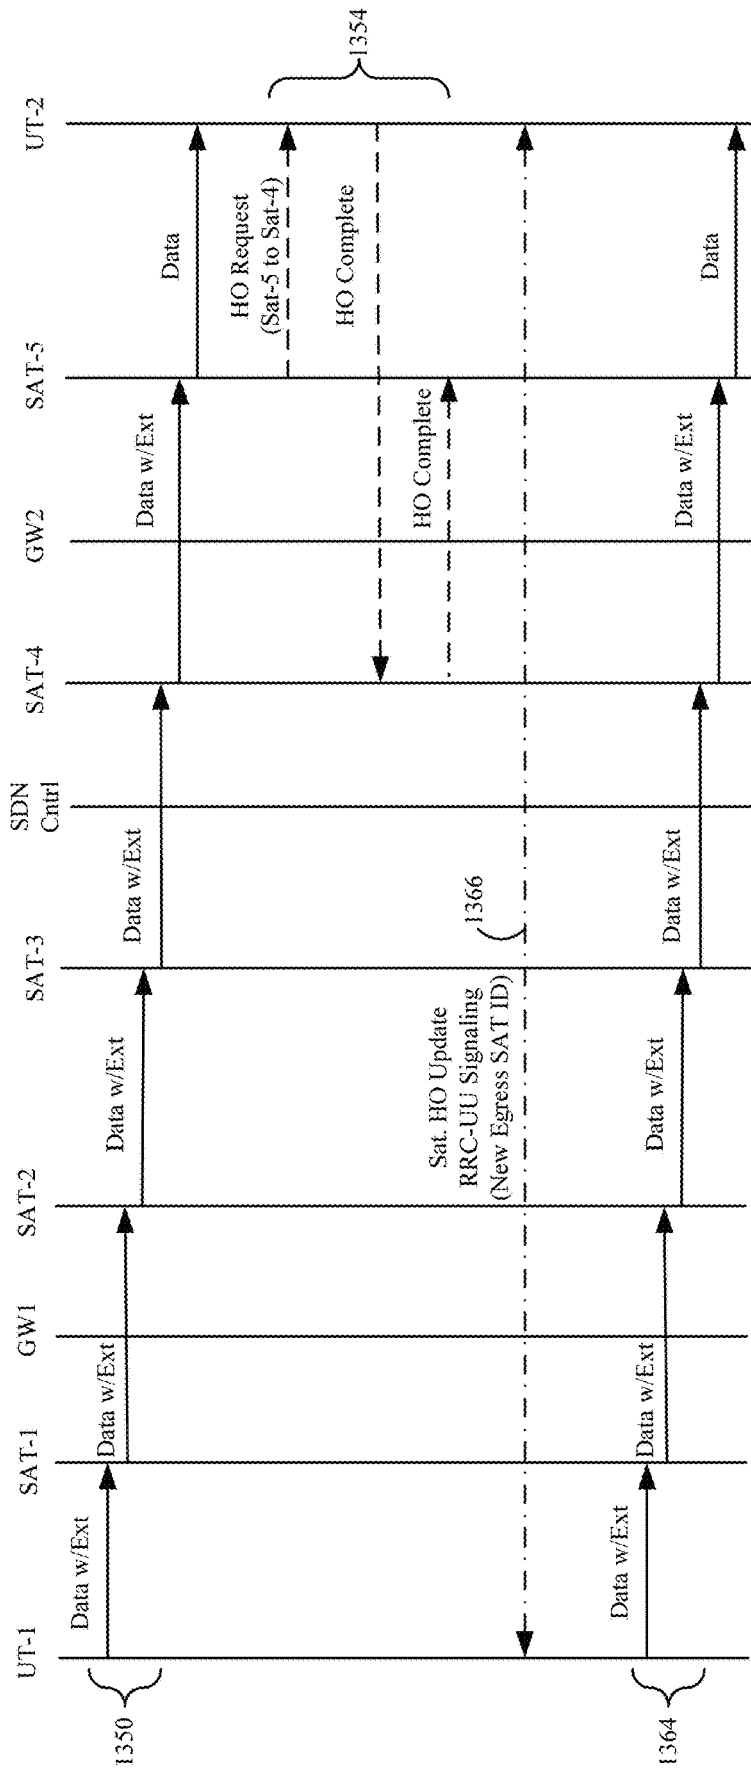 UT-1
SAT-1
GW1
SAT-2
SAT-3
SDN
Cntrl
SAT-4
GW2
SAT-5
UT-2
1350
Data w/Ext
Data w/Ext
Data w/Ext
Data w/Ext
Data w/Ext
Data
HO Request
(Sat-5 to Sat-4)
HO Complete
HO Complete
1354
Sat. HO Update
RRC-UU Signaling
(New Egress SAT ID)
1366
1364
Data w/Ext
Data w/Ext
Data w/Ext
Data w/Ext
Data w/Ext
Data